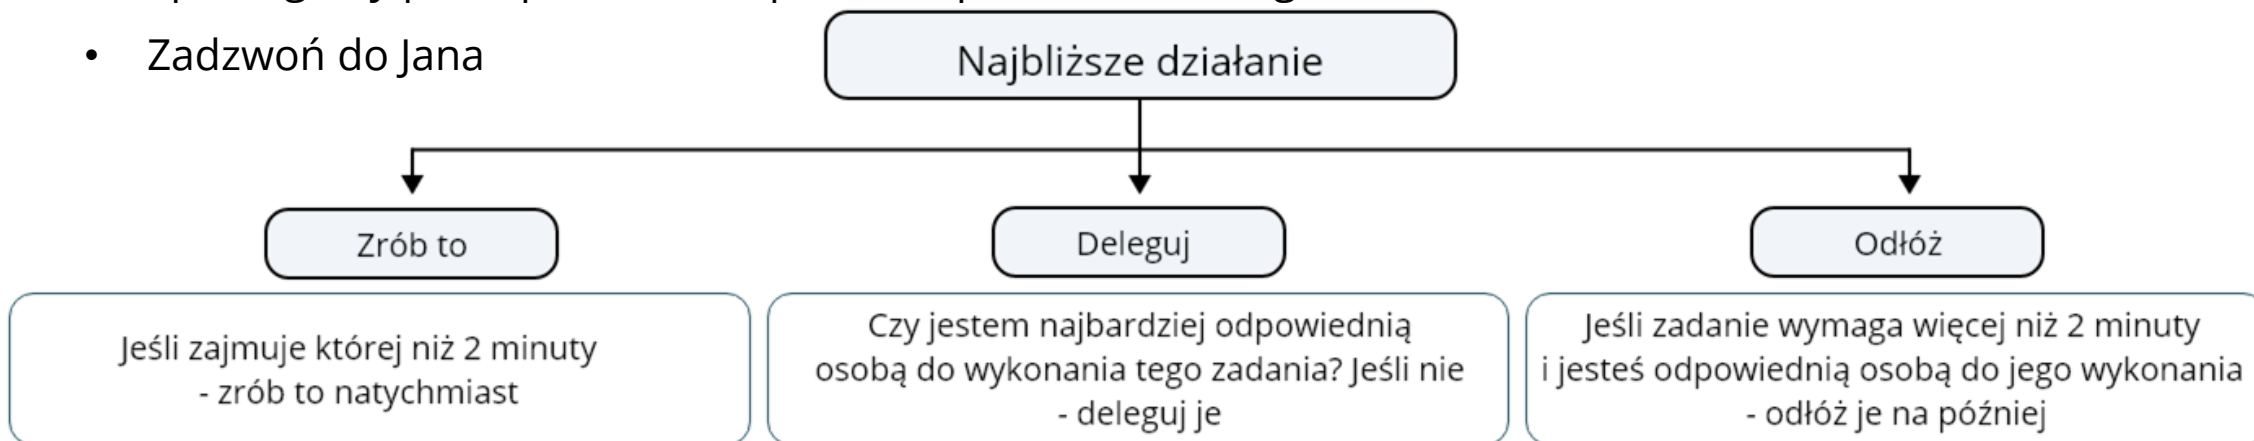 • Zadzwoń do Jana
Najbliższe działanie
Zrób to
Deleguj
Odłóż
Jeśli zajmuje której niż 2 minuty
- zrób to natychmiast
Czy jestem najbardziej odpowiednią
osobą do wykonania tego zadania? Jeśli nie
- deleguj je
Jeśli zadanie wymaga więcej niż 2 minuty
i jesteś odpowiednią osobą do jego wykonania
- odłóż je na później